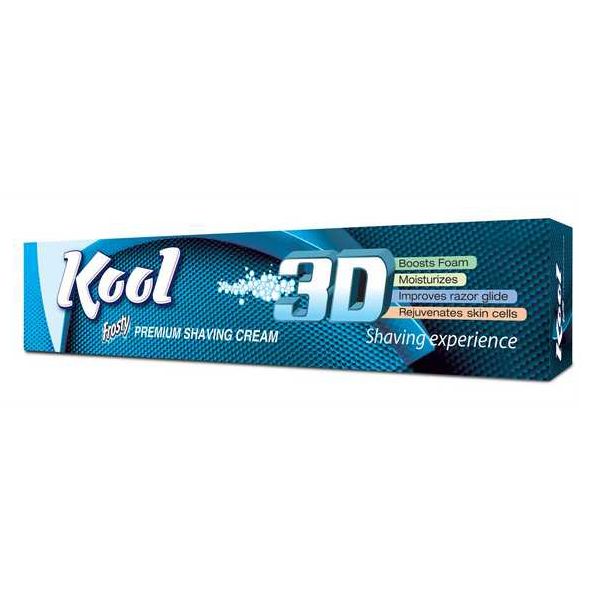 Kool
frosty PREMIUM SHAVING CREAM
3D
Boosts Foam
Moisturizes
Improves razor glide
Rejuvenates skin cells
Shaving experience
Kool